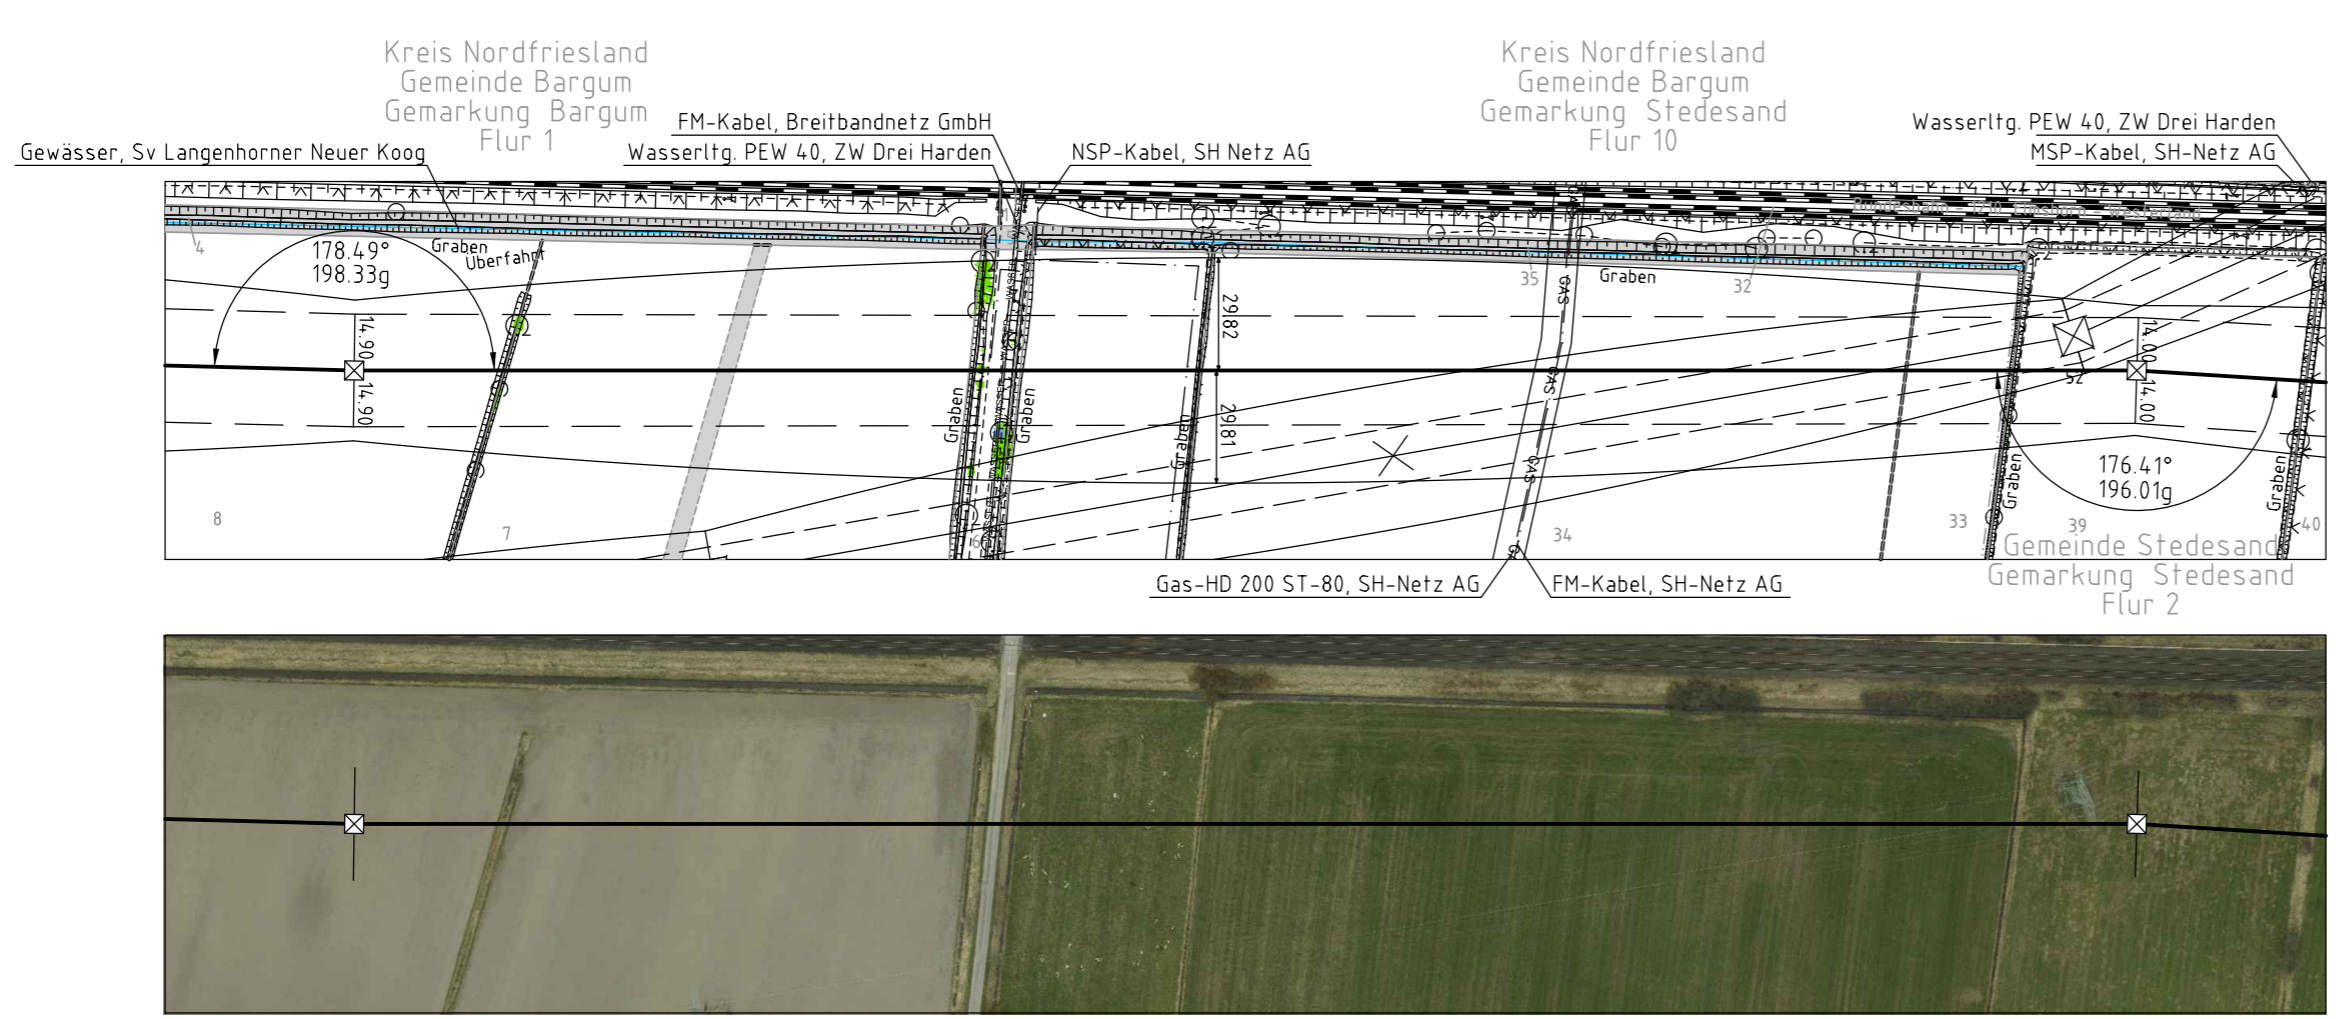 Kreis Nordfriesland
Gemeinde Bargum
Gemarkung Bargum
Flur 1
Kreis Nordfriesland
Gemeinde Bargum
Gemarkung Stedesand
Flur 10
FM-Kabel, Breitbandnetz GmbH
Wasserltg. PEW 40, ZW Drei Harden
Gewässer, Sv Langenhorner Neuer Koog
Wasserltg. PEW 40, ZW Drei Harden
NSP-Kabel, SH Netz AG
MSP-Kabel, SH-Netz AG
4
178.49°
198.33g
Graben
Überfahrt
35
Graben
32
GAS
14.90
14.90
29.82
29.81
14.00
14.00
52
GAS
GAS
Graben
Graben
Graben
Graben
Graben
176.41°
196.01g
8
7
6
34
33
39
40
Gemeinde Stedesand
Gemarkung Stedesand
Flur 2
Gas-HD 200 ST-80, SH-Netz AG
FM-Kabel, SH-Netz AG